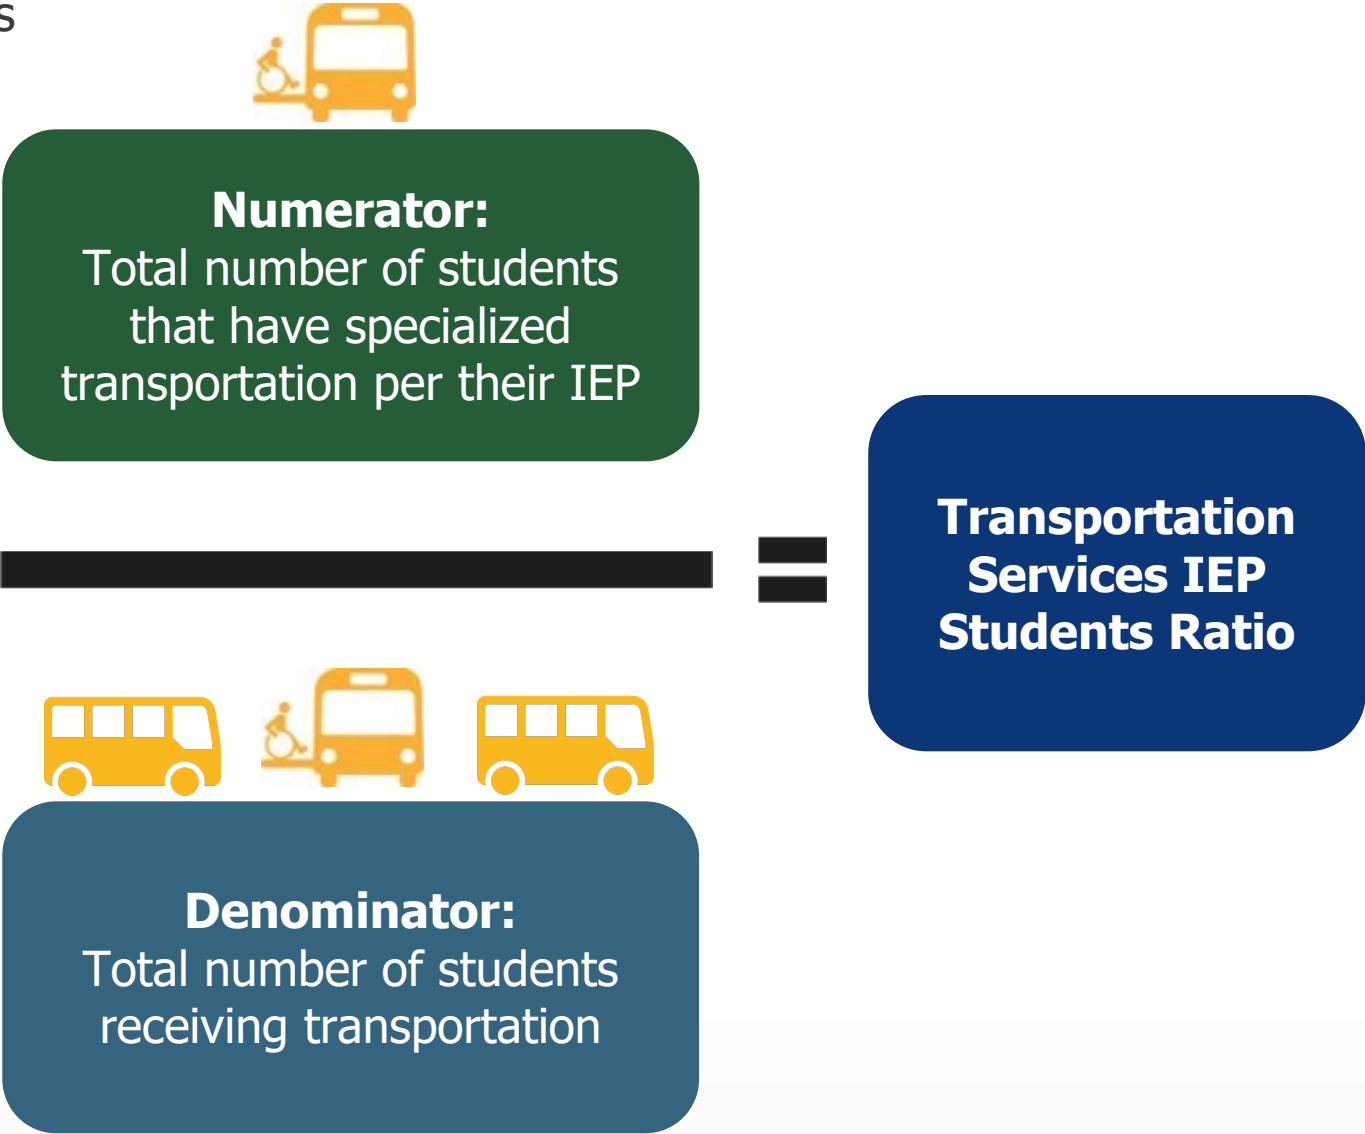 s
Numerator:
Total number of students
that have specialized
transportation per their IEP
Transportation
Services IEP
Students Ratio
Denominator:
Total number of students
receiving transportation